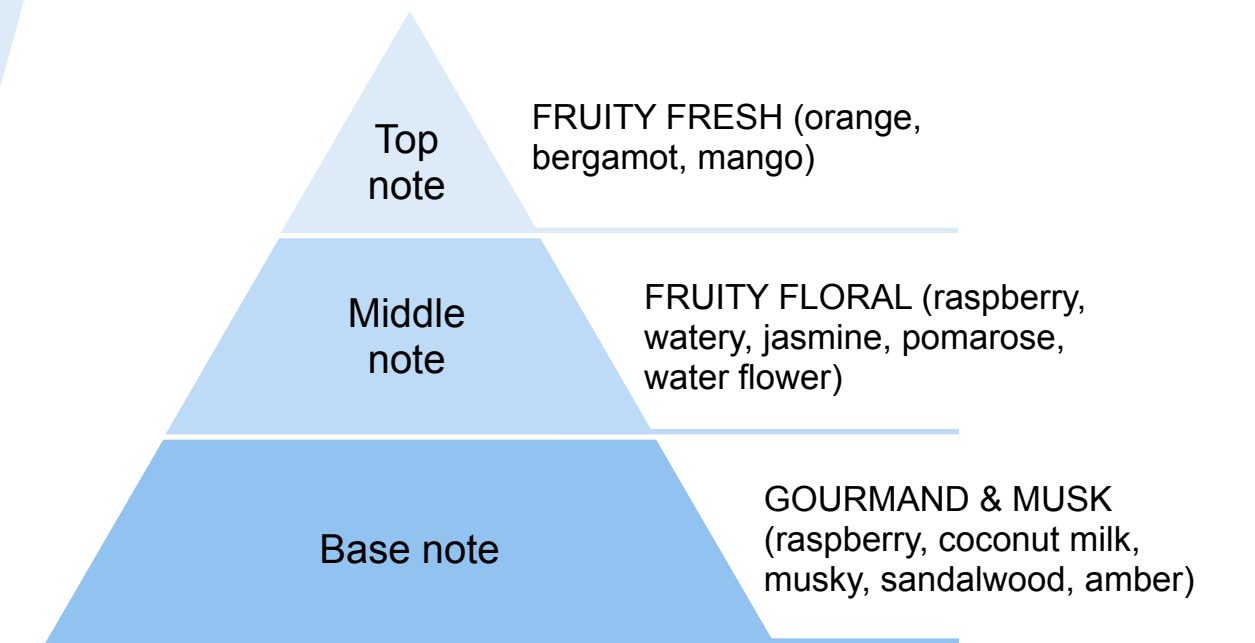 Top
note
FRUITY FRESH (orange,
bergamot, mango)
Middle
note
FRUITY FLORAL (raspberry,
watery, jasmine, pomarose,
water flower)
Base note
GOURMAND & MUSK
(raspberry, coconut milk,
musky, sandalwood, amber)